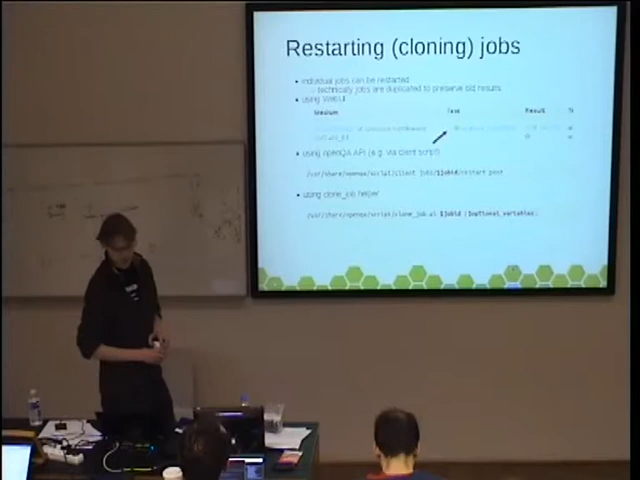 Restarting (cloning) jobs
• individual jobs can be restarted
– technically jobs are duplicated to preserve old results
• using WebUI
Medium Test Result
• using openQA API (e.g. via client script)
/usr/share/openqa/script/client jobs/$jobid/restart post
• using clone_job helper
/usr/share/openqa/script/clone_job.pl $jobid [$optional_variables]